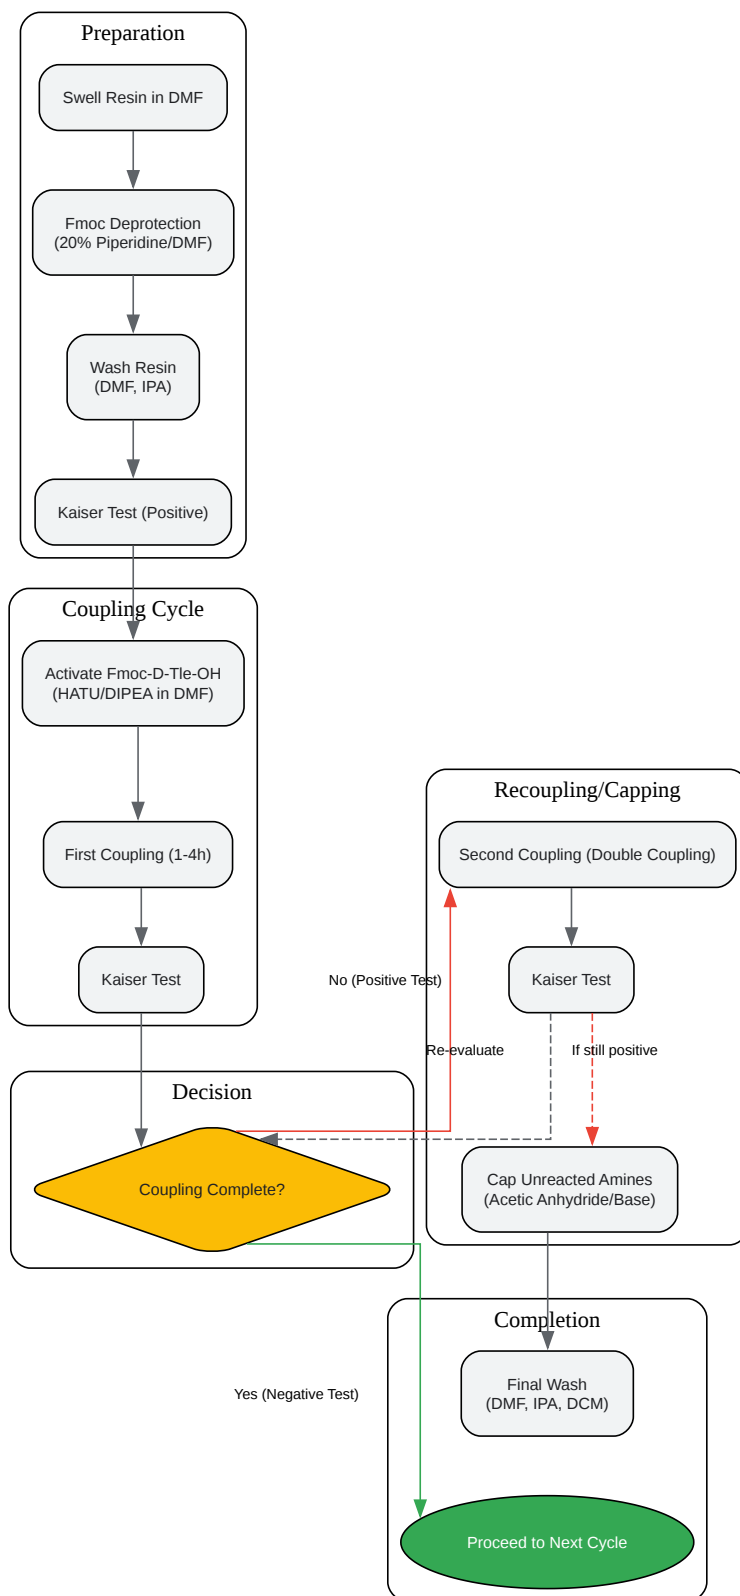 Preparation
Swell Resin in DMF
Fmoc Deprotection
(20% Piperidine/DMF)
Wash Resin
(DMF, IPA)
Kaiser Test (Positive)
Coupling Cycle
Activate Fmoc-D-Tle-OH
(HATU/DIPEA in DMF)
First Coupling (1-4h)
Kaiser Test
Recoupling/Capping
Second Coupling (Double Coupling)
Kaiser Test
No (Positive Test)
Re-evaluate
If still positive
Decision
Coupling Complete?
Cap Unreacted Amines
(Acetic Anhydride/Base)
Completion
Final Wash
(DMF, IPA, DCM)
Yes (Negative Test)
Proceed to Next Cycle